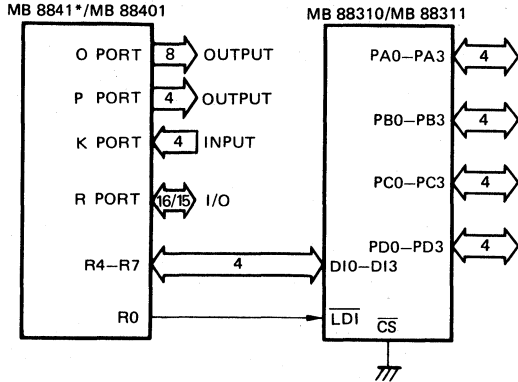 MB 8841*/MB 88401
MB 88310/MB 88311
O PORT 8 OUTPUT
P PORT 4 OUTPUT
K PORT 4 INPUT
R PORT 16/15 I/O
R4–R7 4 DI0–DI3
R0 LDI
CS
PA0–PA3 4
PB0–PB3 4
PC0–PC3 4
PD0–PD3 4